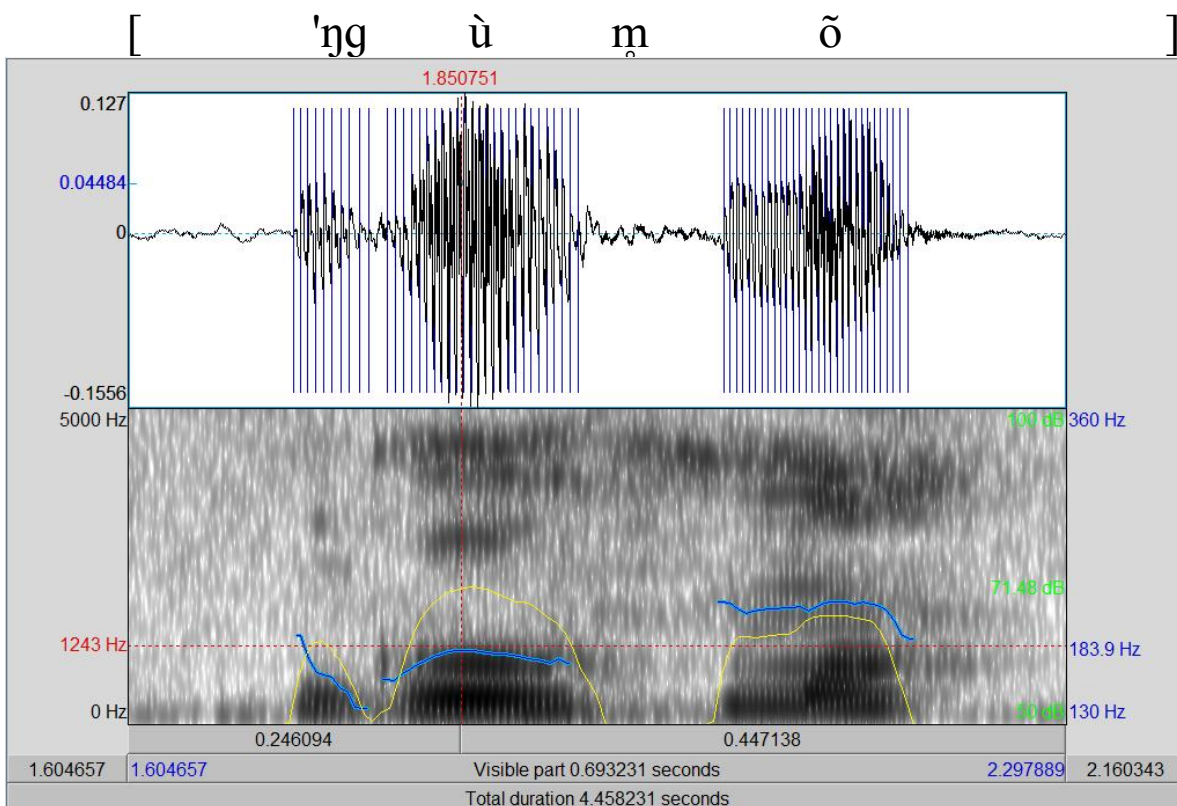 [ 'ŋg ù m̥ õ ]
1.850751
0.127
0.04484
0
-0.1556
5000 Hz 100 dB 360 Hz
71.48 dB
1243 Hz 183.9 Hz
0 Hz 50 dB 130 Hz
0.246094 0.447138
1.604657 1.604657 Visible part 0.693231 seconds 2.297889 2.160343
Total duration 4.458231 seconds